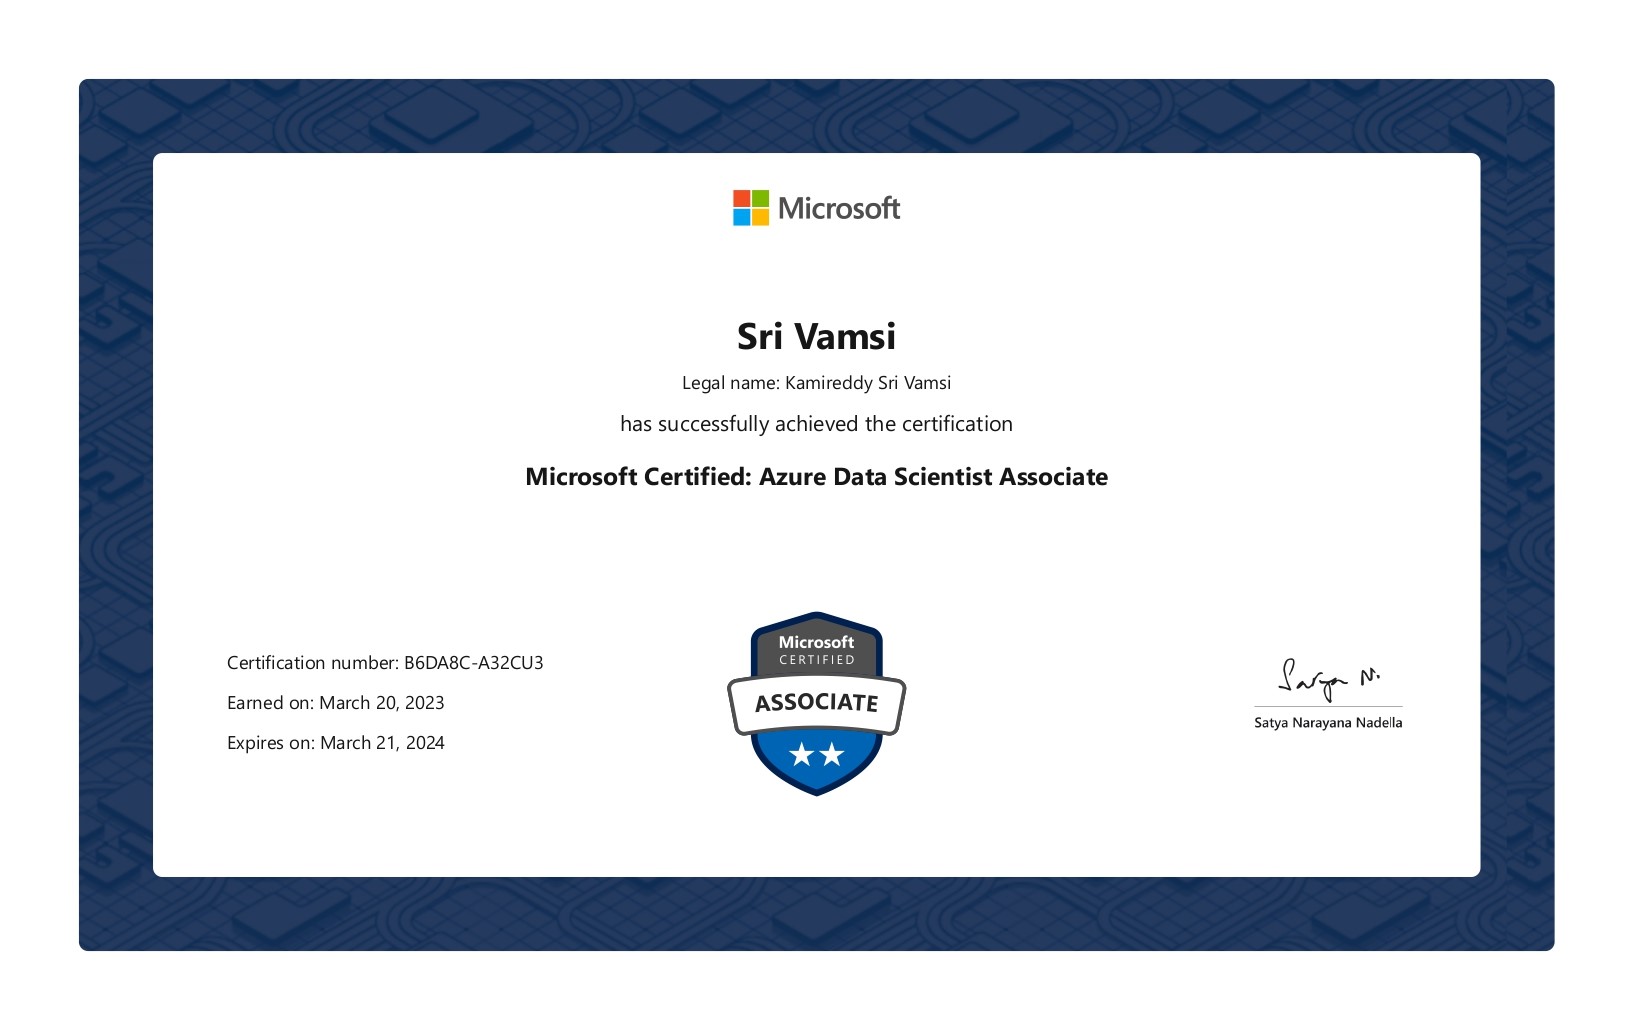 Microsoft
Sri Vamsi
Legal name: Kamireddy Sri Vamsi
has successfully achieved the certification
Microsoft Certified: Azure Data Scientist Associate
Certification number: B6DA8C-A32CU3
Earned on: March 20, 2023
Expires on: March 21, 2024
Microsoft
CERTIFIED
ASSOCIATE
Satya N.
Satya Narayana Nadella